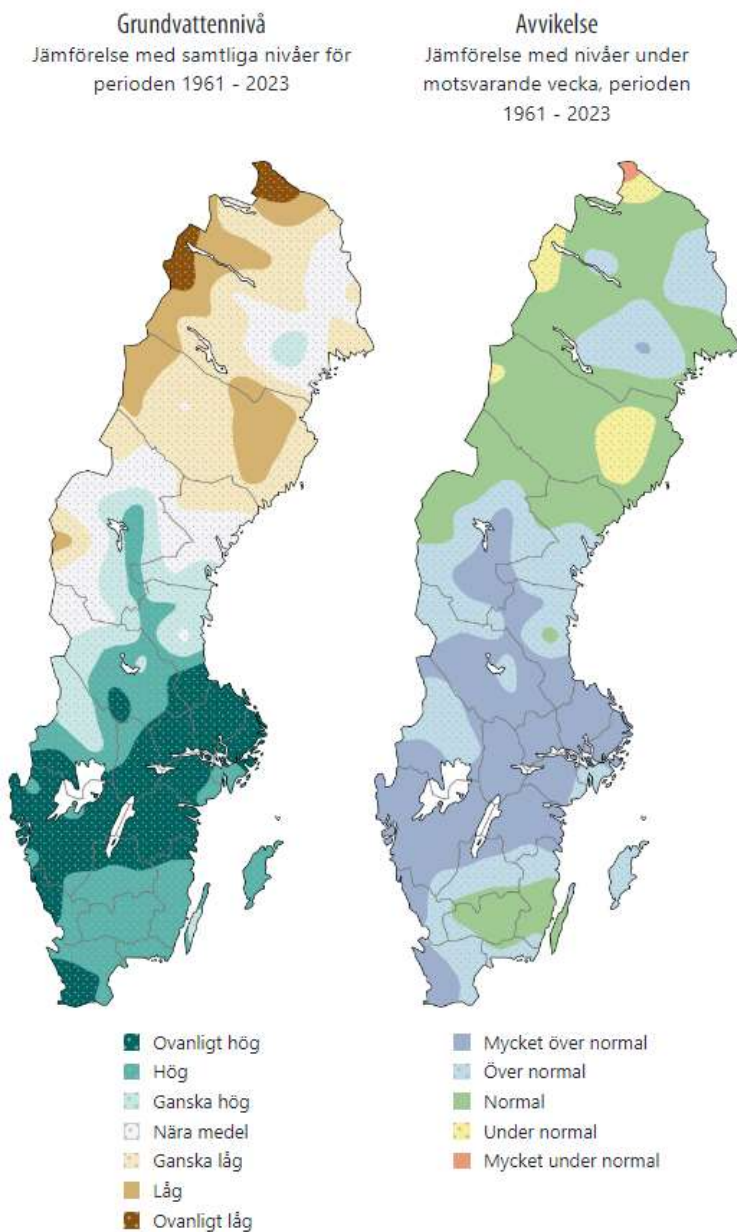 Grundvattennivå
Jämförelse med samtliga nivåer för
perioden 1961 - 2023
Avvikelse
Jämförelse med nivåer under
motsvarande vecka, perioden
1961 - 2023
Ovanligt hög
Hög
Ganska hög
Nära medel
Ganska låg
Låg
Ovanligt låg
Mycket över normal
Över normal
Normal
Under normal
Mycket under normal